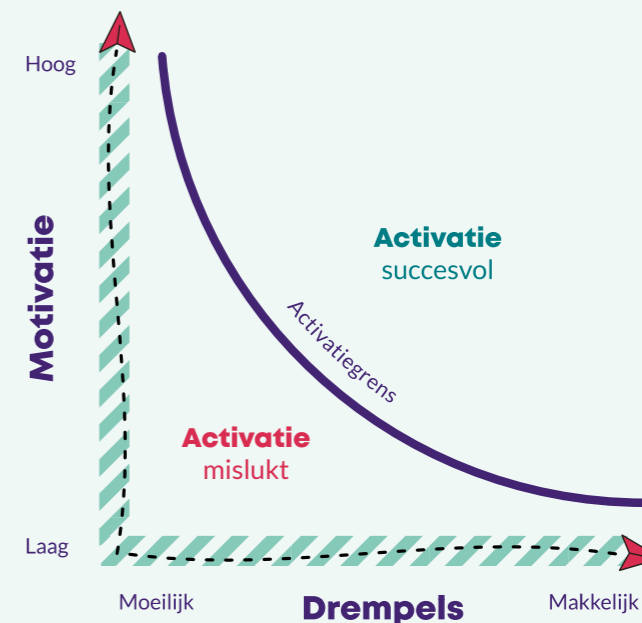 Hoog
Motivatie
Activatie
succesvol
Activatiegrens
Activatie
mislukt
Laag
Moeilijk
Drempels
Makkelijk